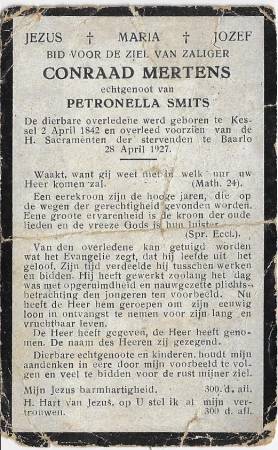 JEZUS † MARIA † JOZEF
BID VOOR DE ZIEL VAN ZALIGER
CONRAAD MERTENS
echtgenoot van
PETRONELLA SMITS
De dierbare overledene werd geboren te Kes-
sel 2 April 1842 en overleed voorzien van de
H. Sacramenten der stervenden te Baarlo
28 April 1927.
Waakt, want gij weet niet in welk uur uw
Heer komen zal. (Math. 24).
Een eerekroon zijn de hooge jaren, die op
de wegen der gerechtigheid gevonden worden.
Eene groote ervarenheid is de kroon der oude
lieden en de vreeze Gods is hun luister.
(Spr. Eccl.).
Van den overledene kan getuigd worden
wat het Evangelie zegt, dat hij leefde uit het
geloof. Zijn tijd verdeelde hij tusschen werken
en bidden. Hij heeft gewerkt zoolang het dag
was met opgeruimdheid en nauwgezette plichts-
betrachting den jongen ten voorbeeld. Nu
heeft de Heer hem geroepen om zijn eeuwig
loon in ontvangst te nemen voor zijn lang en
vruchtbaar leven.
De Heer heeft gegeven, de Heer heeft geno-
men. De naam des Heeren zij gezegend.
Dierbare echtgenoote en kinderen, houdt mijn
aandenken in eere door mijn voorbeeld te vol-
gen en veel te bidden voor de rust mijner ziel.
Mijn Jezus barmhartigheid. 300 d. afl.
H. Hart van Jezus, op U stel ik al mijn ver-
trouwen. 300 d. afl.